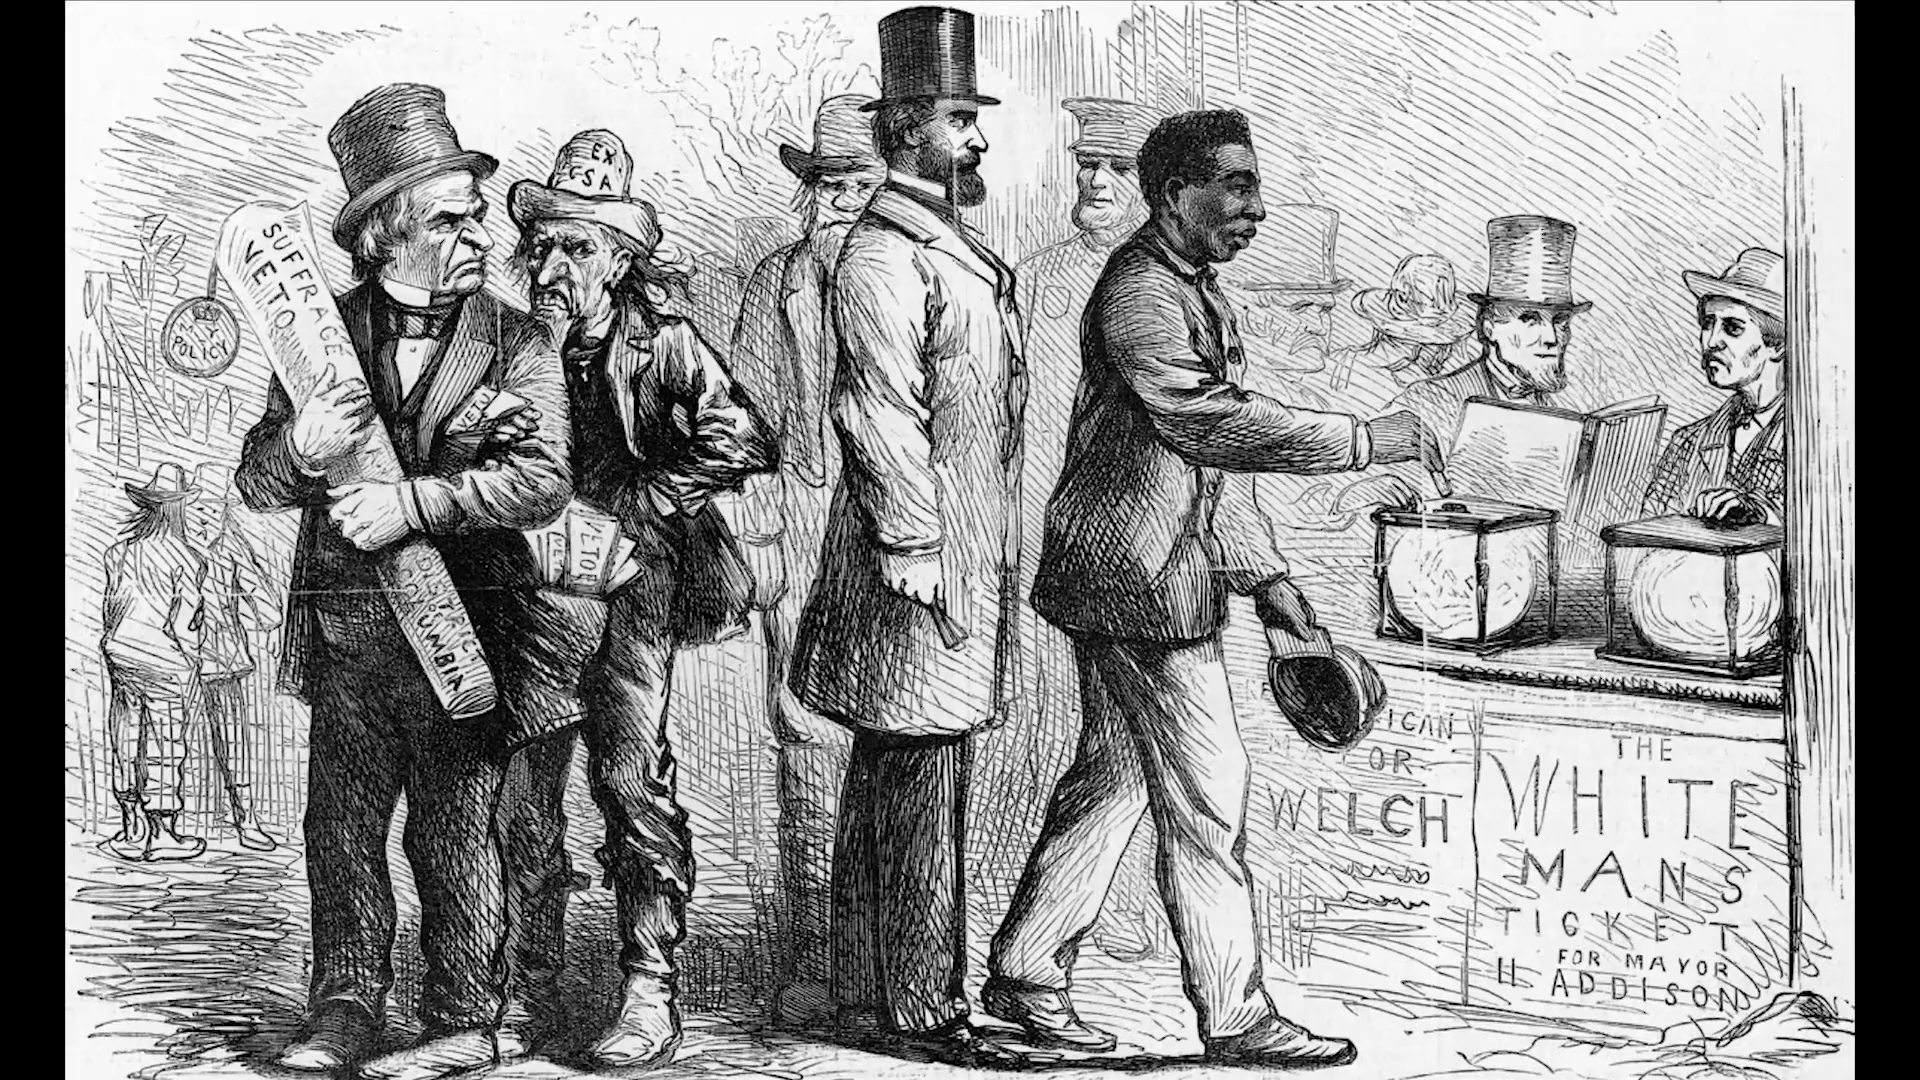 SUFFRAGE
VETO
MY
POLICY
EX
CSA
VETO
VETO
DISTRICT
COLUMBIA
ICAN
OR
WELCH
THE
WHITE
MANS
TICKET
FOR MAYOR
H ADDISON